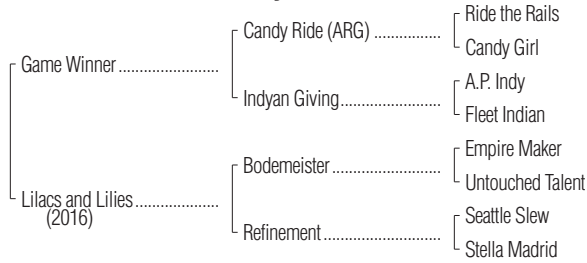 Ride the Rails
Candy Ride (ARG) ................
Candy Girl
Game Winner ......................
A.P. Indy
Indyan Giving......................
Fleet Indian
Empire Maker
Bodemeister ........................
Untouched Talent
Lilacs and Lilies...................
(2016)
Seattle Slew
Refinement..........................
Stella Madrid